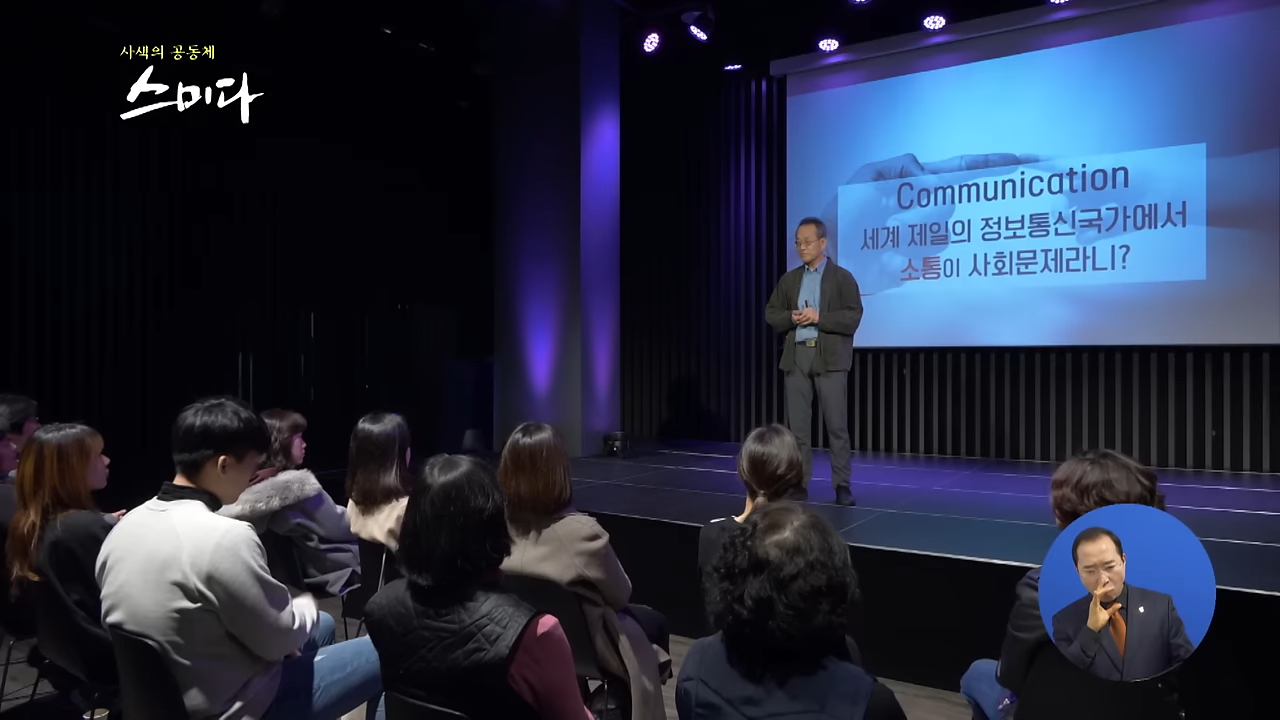 사색의 공동체
스미다
Communication
세계 제일의 정보통신국가에서
소통이 사회문제라니?